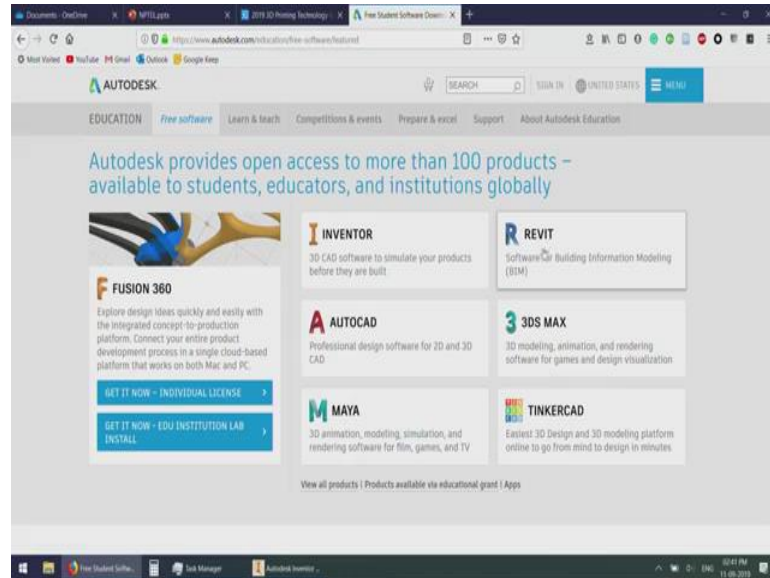 Documents - OneDrive
NPTEL.pptx
2019 3D Printing Technology
Free Student Software Downl
https://www.autodesk.com/education/free-software/featured
Most Visited YouTube Gmail Outlook Google Keep
AUTODESK.
SEARCH
SIGN IN
UNITED STATES
MENU
EDUCATION Free software Learn & teach Competitions & events Prepare & excel Support About Autodesk Education
Autodesk provides open access to more than 100 products –
available to students, educators, and institutions globally
FUSION 360
Explore design ideas quickly and easily with
the integrated concept-to-production
platform. Connect your entire product
development process in a single cloud-based
platform that works on both Mac and PC.
GET IT NOW – INDIVIDUAL LICENSE
GET IT NOW – EDU INSTITUTION LAB
INSTALL
INVENTOR
3D CAD software to simulate your products
before they are built
REVIT
Software for Building Information Modeling
(BIM)
AUTOCAD
Professional design software for 2D and 3D
CAD
3DS MAX
3D modeling, animation, and rendering
software for games and design visualization
MAYA
3D animation, modeling, simulation, and
rendering software for film, games, and TV
TINKERCAD
Easiest 3D Design and 3D modeling platform
online to go from mind to design in minutes
View all products | Products available via educational grant | Apps
Free Student Softw...
Task Manager
Autodesk Inventor ..
ENG
02:41 PM
11-09-2019